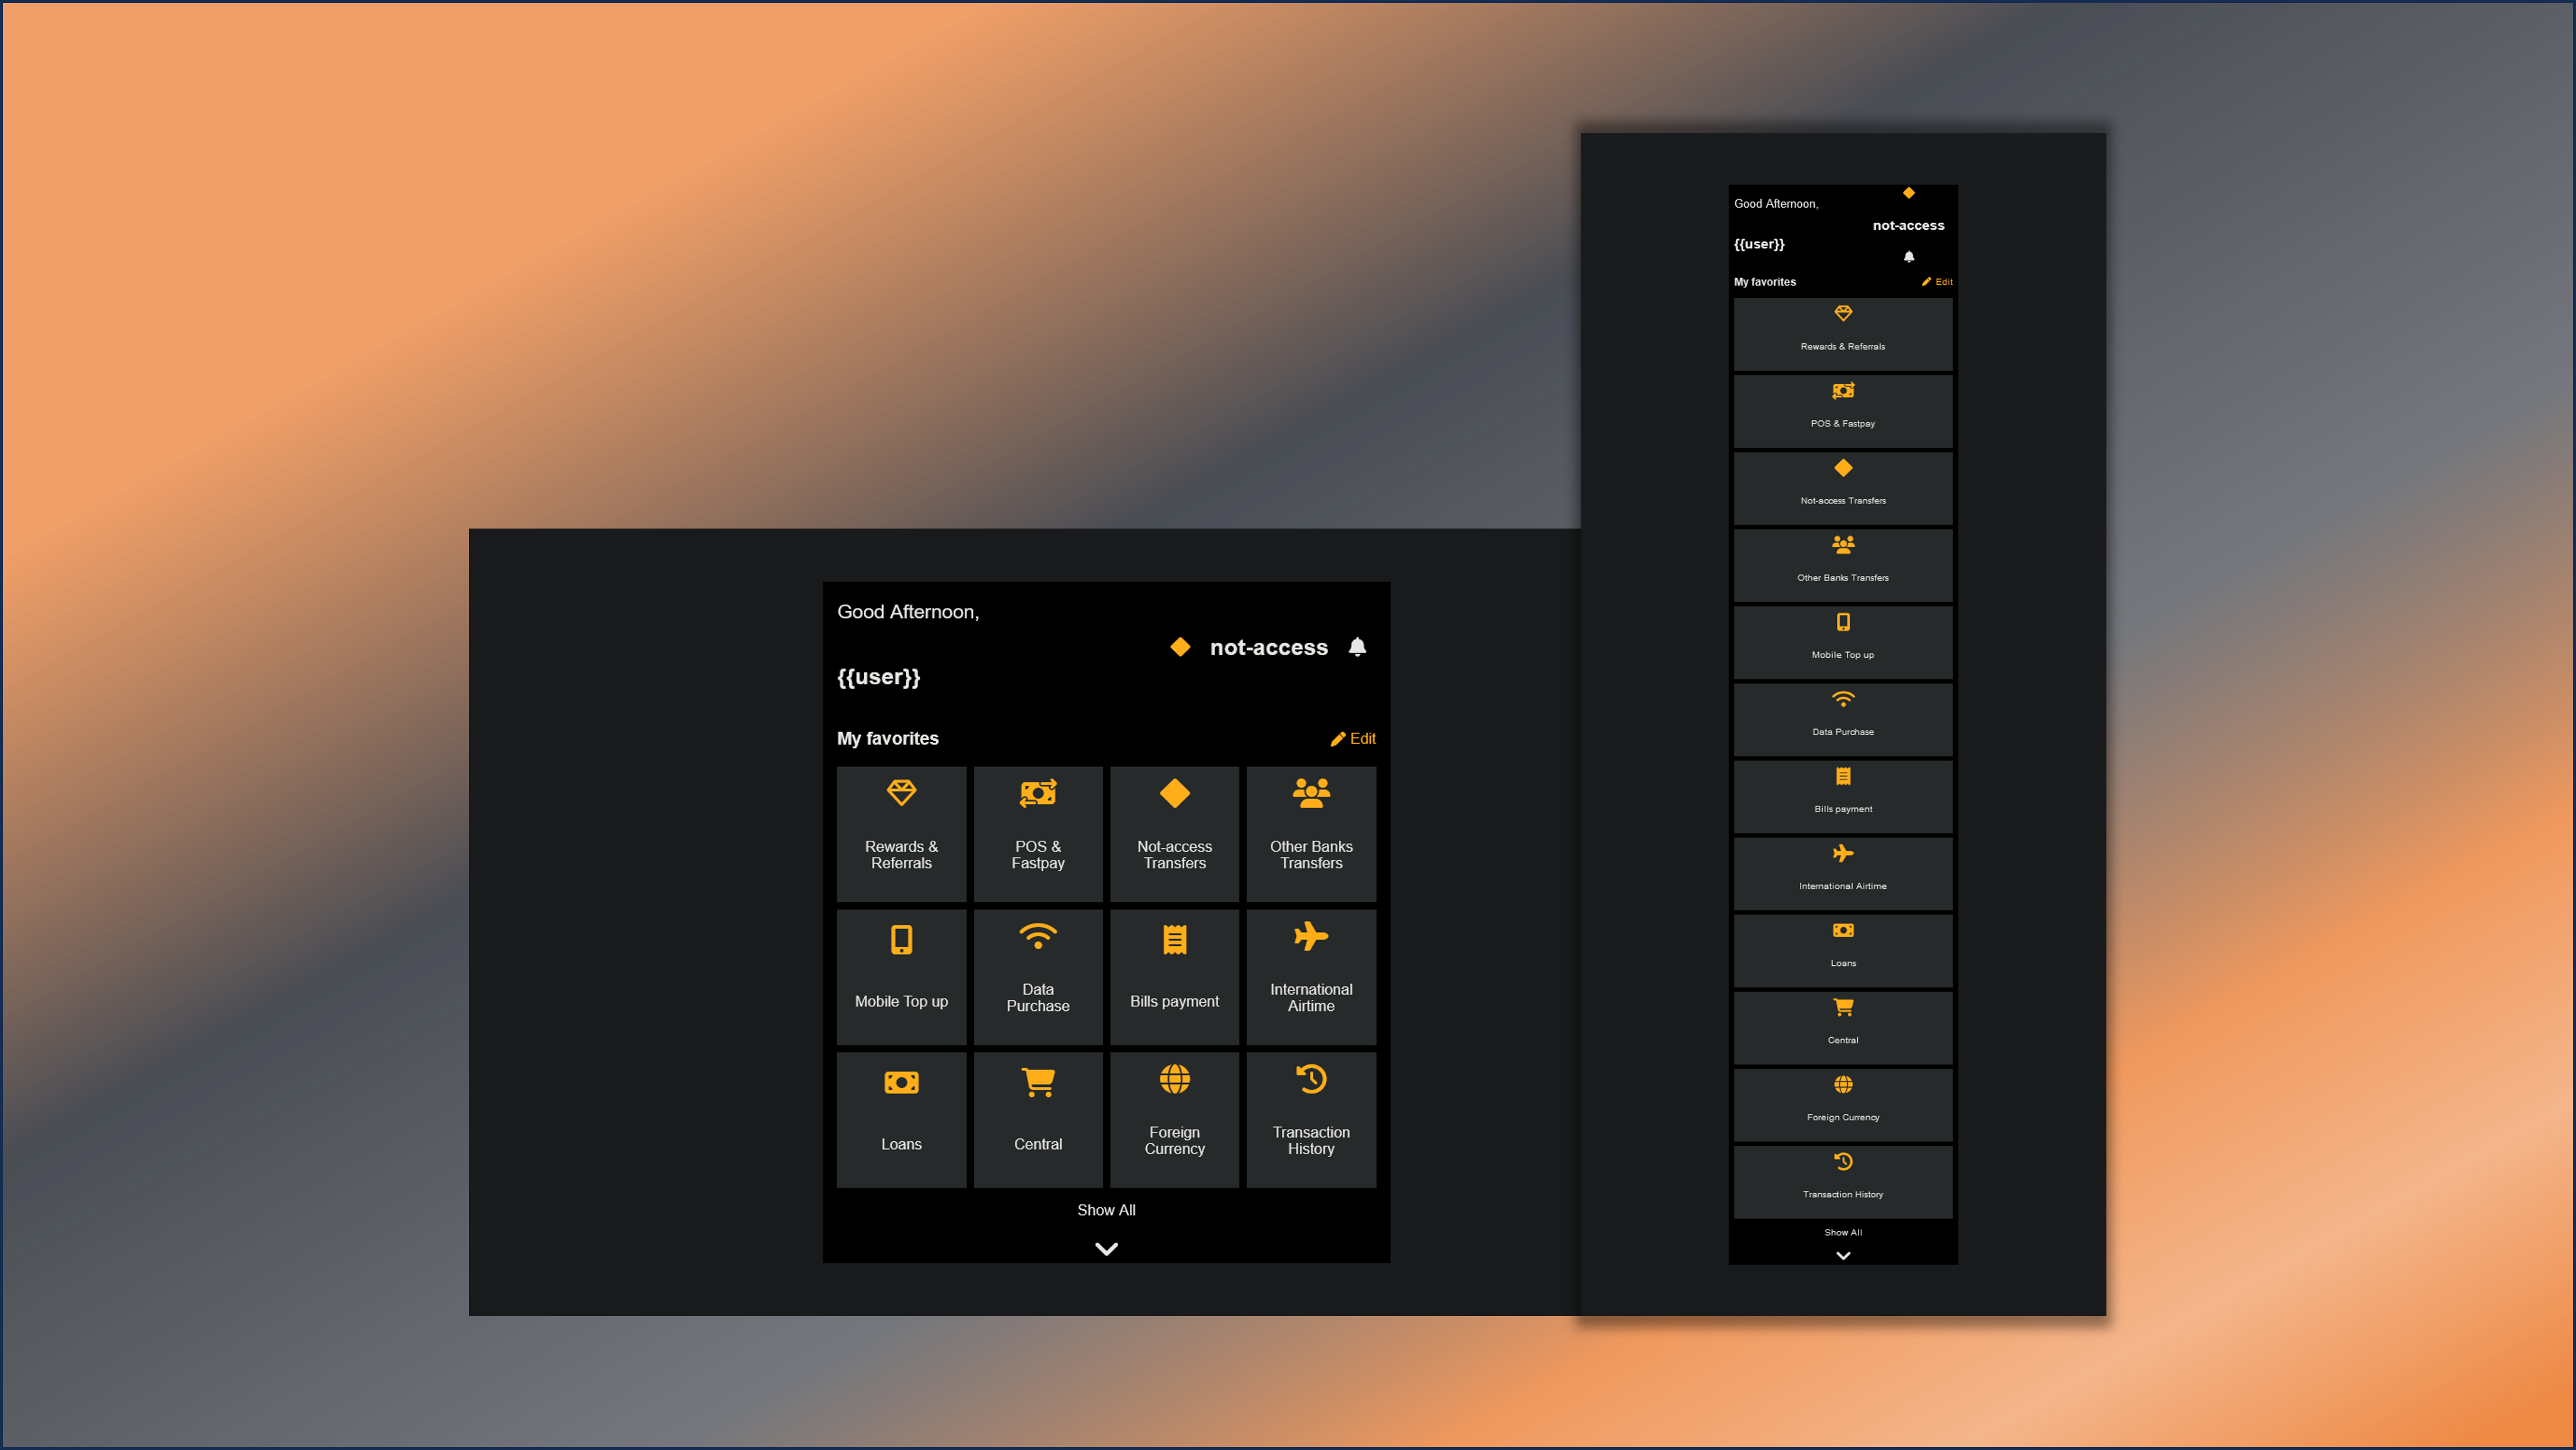 Good Afternoon,
not-access
{{user}}
My favorites
Edit
Rewards &
Referrals
POS &
Fastpay
Not-access
Transfers
Other Banks
Transfers
Mobile Top up
Data
Purchase
Bills payment
International
Airtime
Loans
Central
Foreign
Currency
Transaction
History
Show All
Good Afternoon,
not-access
{{user}}
My favorites
Edit
Rewards & Referrals
POS & Fastpay
Not-access Transfers
Other Banks Transfers
Mobile Top up
Data Purchase
Bills payment
International Airtime
Loans
Central
Foreign Currency
Transaction History
Show All